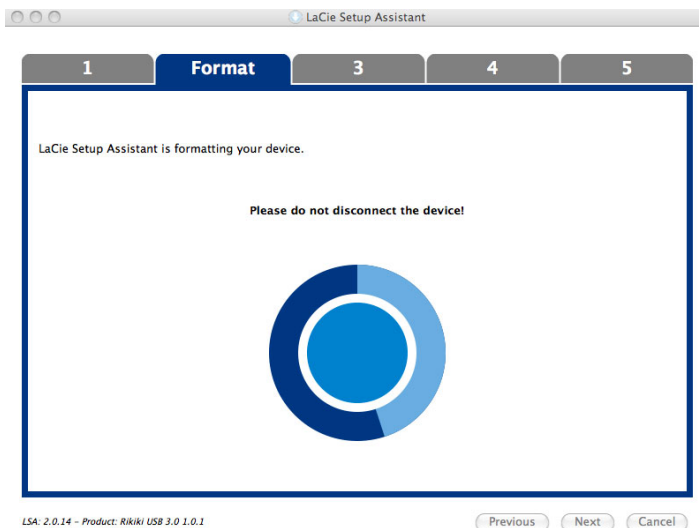 LaCie Setup Assistant
1 Format 3 4 5
LaCie Setup Assistant is formatting your device.
Please do not disconnect the device!
LSA: 2.0.14 – Product: Rikiki USB 3.0 1.0.1
Previous Next Cancel